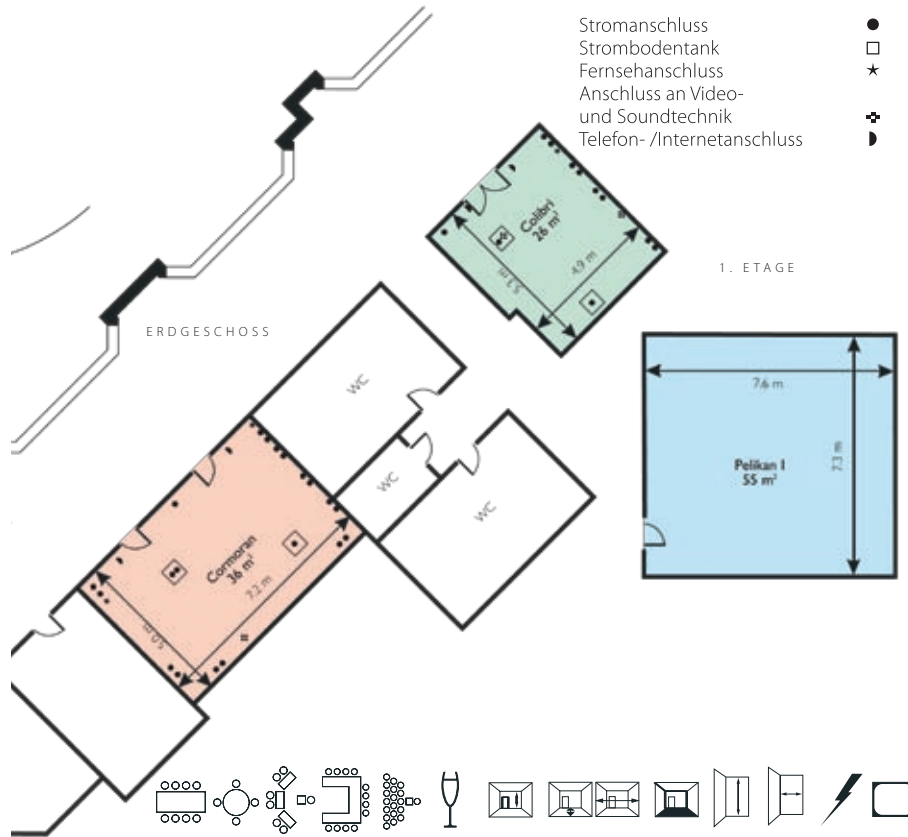 Stromanschluss
Strombodentank
Fernsehanschluss
Anschluss an Video-
und Soundtechnik
Telefon- /Internetanschluss
Colibri
26 m²
4.9 m
5.3 m
1. ETAGE
ERDGESCHOSS
WC
7.6 m
7.3 m
Pelikan I
55 m²
WC
WC
Cormoran
36 m²
7.2 m
5.0 m